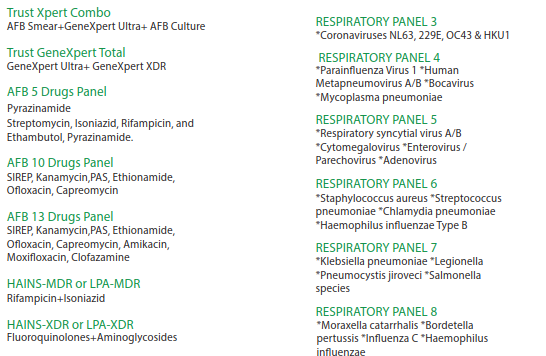 Trust Xpert Combo
AFB Smear+GeneXpert Ultra+ AFB Culture
Trust GeneXpert Total
GeneXpert Ultra+ GeneXpert XDR
AFB 5 Drugs Panel
Pyrazinamide
Streptomycin, Isoniazid, Rifampicin, and
Ethambutol, Pyrazinamide.
AFB 10 Drugs Panel
SIREP, Kanamycin,PAS, Ethionamide,
Ofloxacin, Capreomycin
AFB 13 Drugs Panel
SIREP, Kanamycin,PAS, Ethionamide,
Ofloxacin, Capreomycin, Amikacin,
Moxifloxacin, Clofazamine
HAINS-MDR or LPA-MDR
Rifampicin+Isoniazid
HAINS-XDR or LPA-XDR
Fluoroquinolones+Aminoglycosides
RESPIRATORY PANEL 3
*Coronaviruses NL63, 229E, OC43 & HKU1
RESPIRATORY PANEL 4
*Parainfluenza Virus 1 *Human
Metapneumovirus A/B *Bocavirus
*Mycoplasma pneumoniae
RESPIRATORY PANEL 5
*Respiratory syncytial virus A/B
*Cytomegalovirus *Enterovirus /
Parechovirus *Adenovirus
RESPIRATORY PANEL 6
*Staphylococcus aureus *Streptococcus
pneumoniae *Chlamydia pneumoniae
*Haemophilus influenzae Type B
RESPIRATORY PANEL 7
*Klebsiella pneumoniae *Legionella
*Pneumocystis jiroveci *Salmonella
species
RESPIRATORY PANEL 8
*Moraxella catarrhalis *Bordetella
pertussis *Influenza C *Haemophilus
influenzae